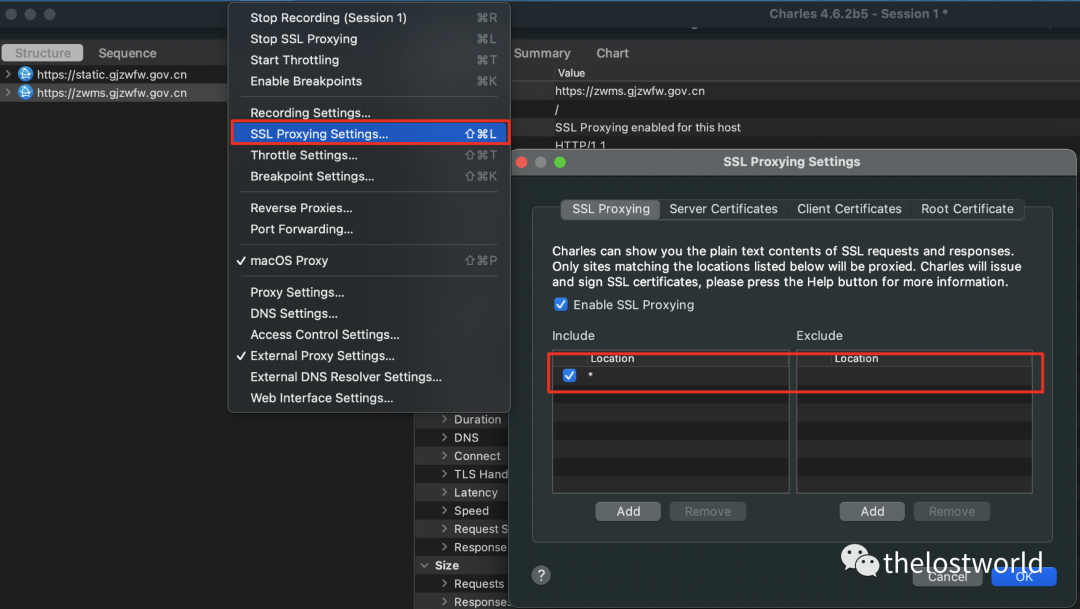 Charles 4.6.2b5 - Session 1 *
Structure
Sequence
https://static.gjzwfw.gov.cn
https://zwms.gjzwfw.gov.cn
Stop Recording (Session 1) ⌘R
Stop SSL Proxying ⌘L
Start Throttling ⌘T
Enable Breakpoints ⌘K
Recording Settings...
SSL Proxying Settings... ⇧⌘L
Throttle Settings... ⇧⌘T
Breakpoint Settings... ⇧⌘K
Reverse Proxies...
Port Forwarding...
✓ macOS Proxy ⇧⌘P
Proxy Settings...
DNS Settings...
Access Control Settings...
✓ External Proxy Settings...
External DNS Resolver Settings...
Web Interface Settings...
Summary
Chart
Value
https://zwms.gjzwfw.gov.cn
/
SSL Proxying enabled for this host
HTTP/1.1
Duration
DNS
Connect
TLS Hand
Latency
Speed
Request S
Response
Size
Requests
Response
SSL Proxying Settings
SSL Proxying
Server Certificates
Client Certificates
Root Certificate
Charles can show you the plain text contents of SSL requests and responses.
Only sites matching the locations listed below will be proxied. Charles will issue
and sign SSL certificates, please press the Help button for more information.
Enable SSL Proxying
Include
Location
*
Add
Remove
Exclude
Location
Add
Remove
?
Cancel
OK
thelostworld